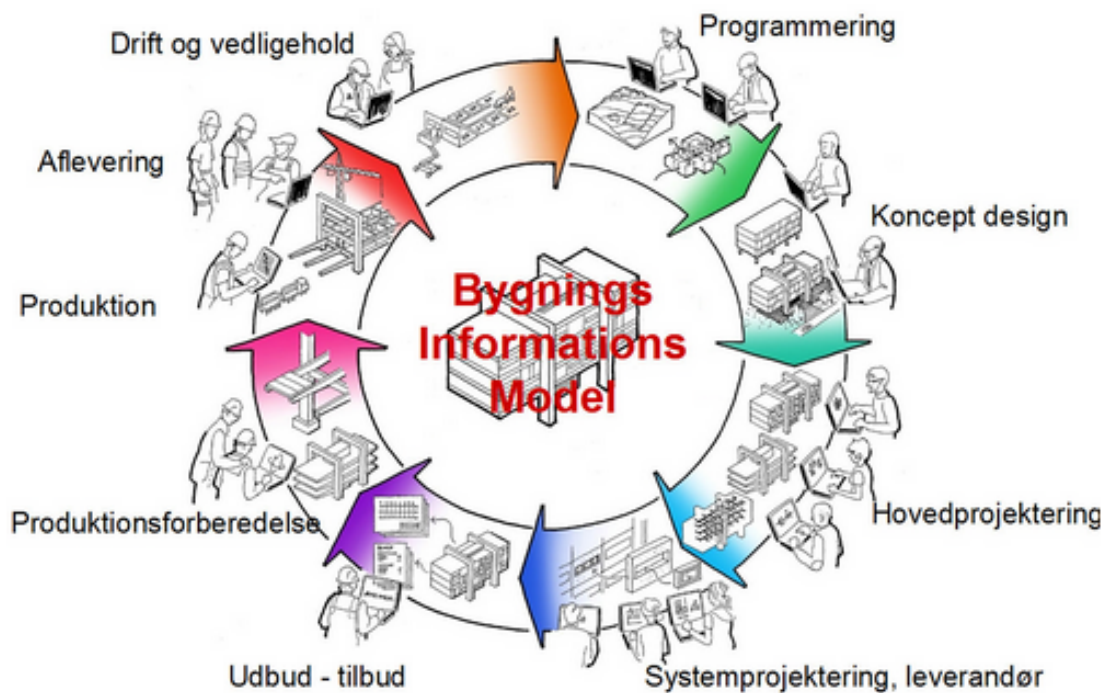 Programmering
Koncept design
Hovedprojektering
Systemprojektering, leverandør
Udbud - tilbud
Produktionsforberedelse
Produktion
Aflevering
Drift og vedligehold
Bygnings
Informations
Model